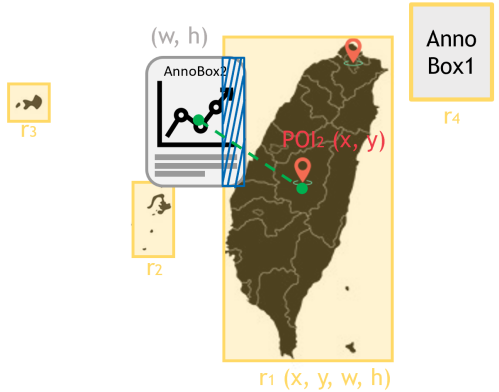 (w, h)
Anno
Box1
AnnoBox2
r3
r4
POI2 (x, y)
r2
r1 (x, y, w, h)